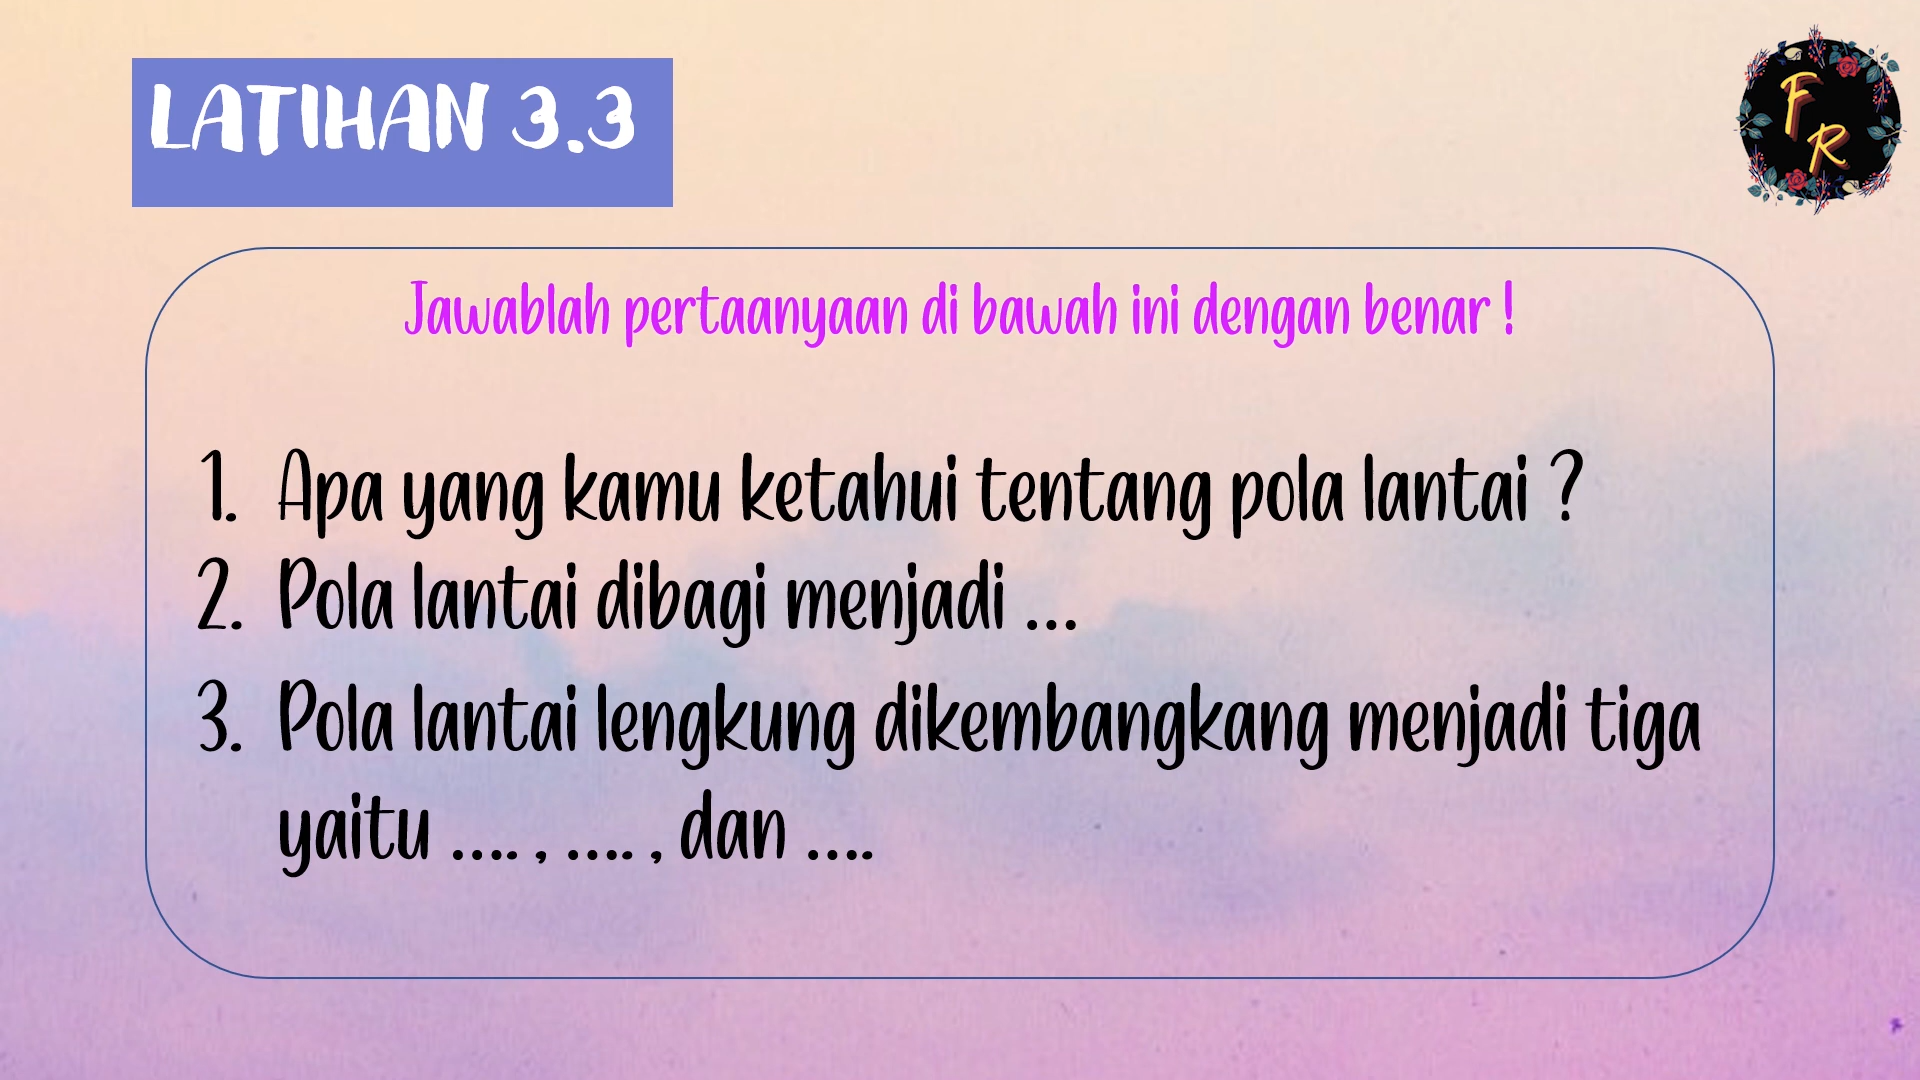 LATIHAN 3.3
F
R
Jawablah pertaanyaan di bawah ini dengan benar !
1. Apa yang kamu ketahui tentang pola lantai ?
2. Pola lantai dibagi menjadi ...
3. Pola lantai lengkung dikembangkang menjadi tiga
yaitu .... , .... , dan ....